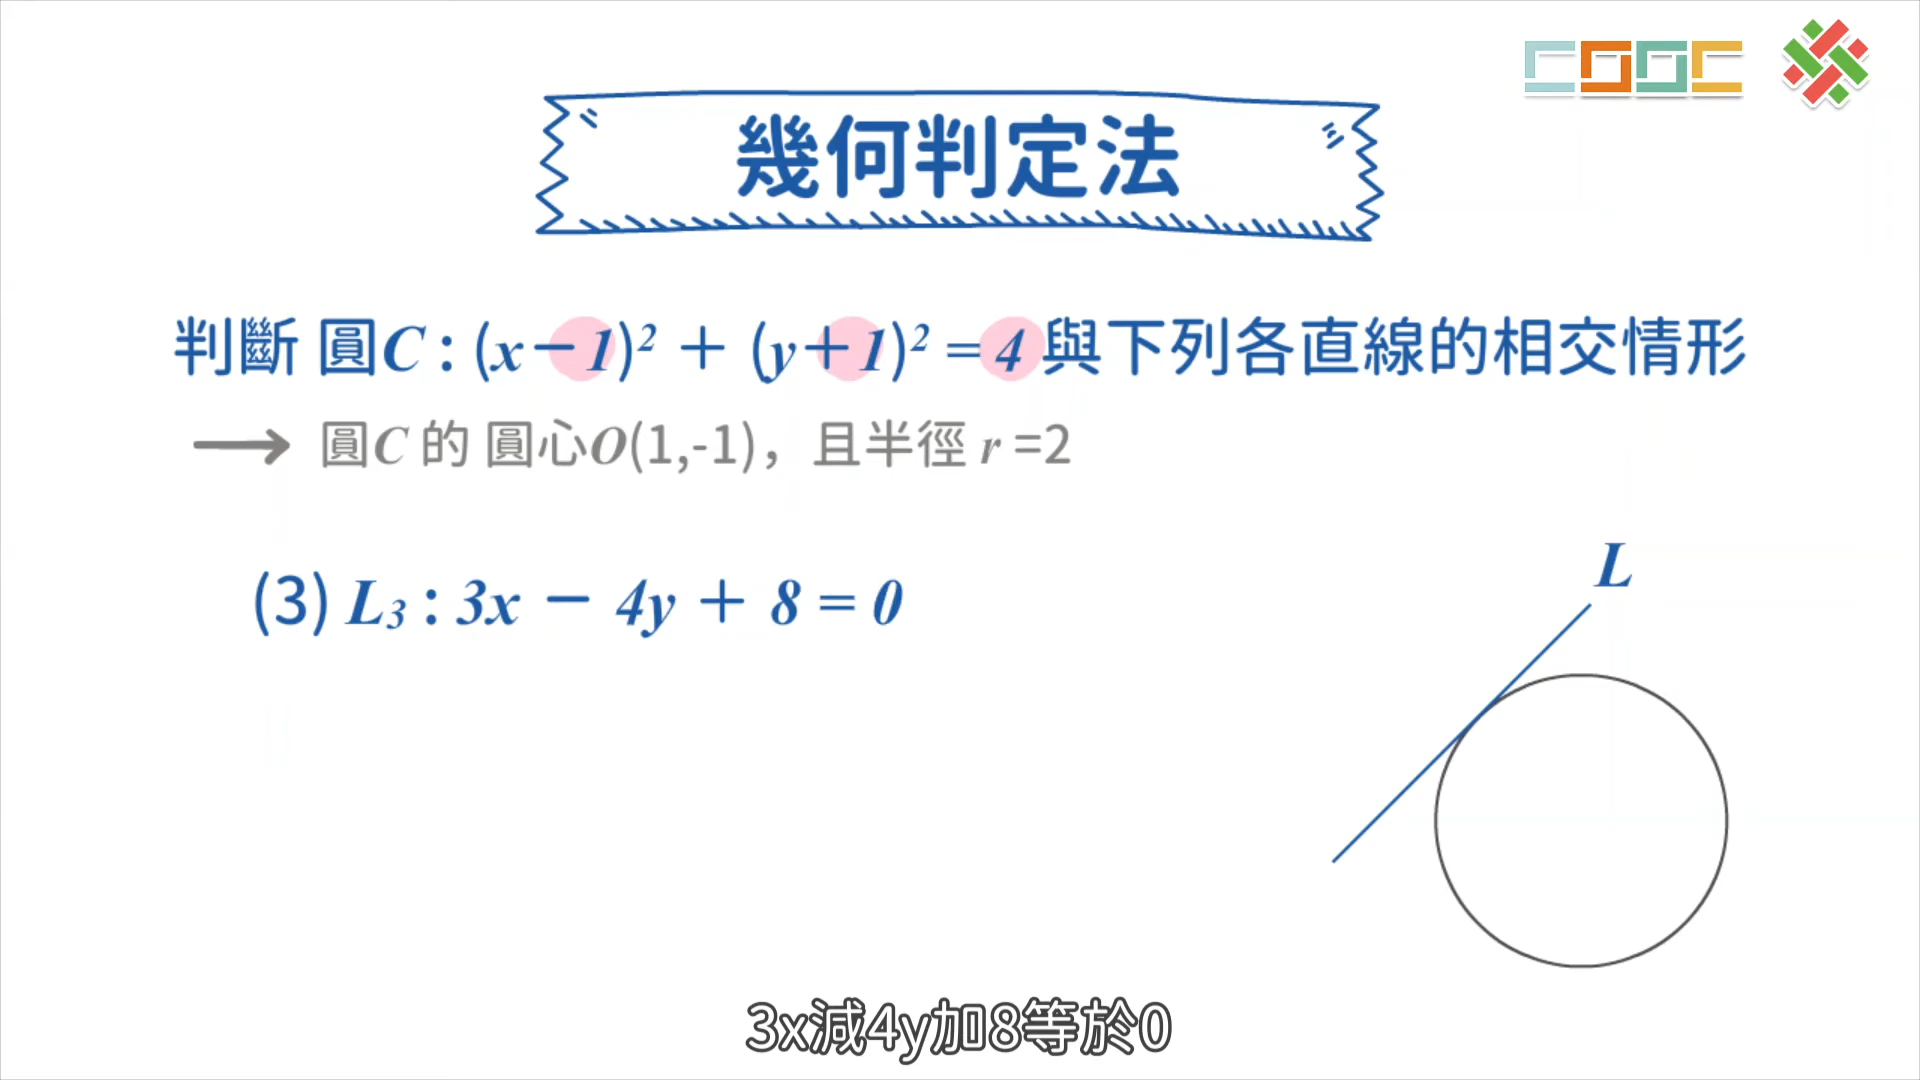 COOC
幾何判定法
判斷 圓C : (x－1)² ＋ (y＋1)² = 4 與下列各直線的相交情形
→ 圓C 的 圓心O(1,-1)，且半徑 r =2
(3) L₃ : 3x － 4y ＋ 8 = 0
L
3x減4y加8等於0